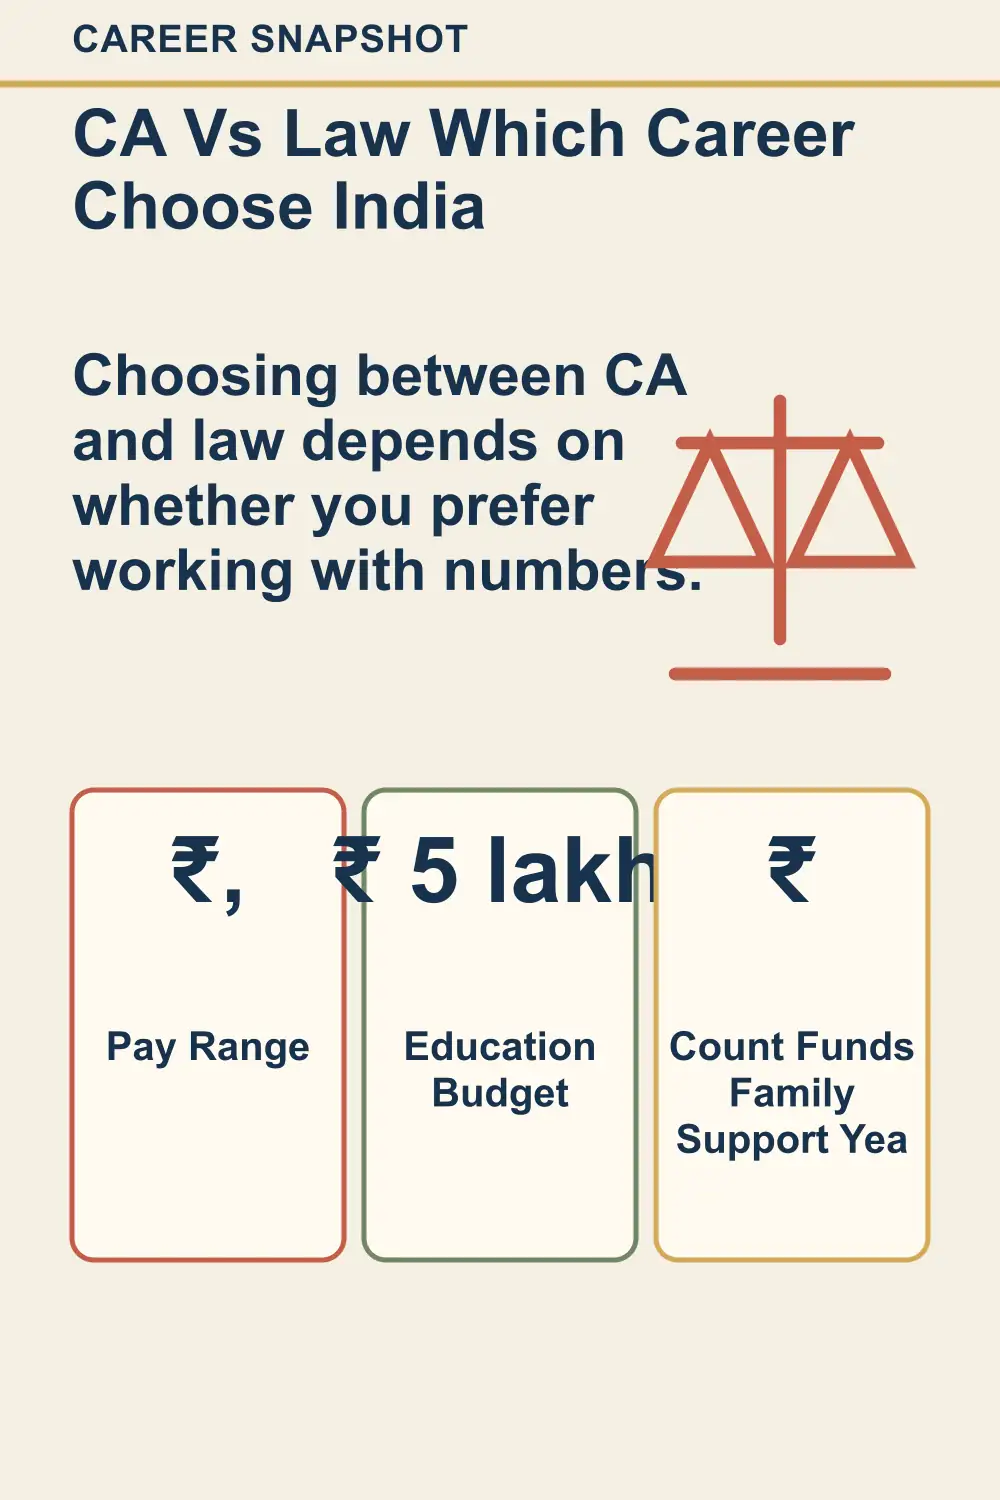 CAREER SNAPSHOT
CA Vs Law Which Career
Choose India
Choosing between CA
and law depends on
whether you prefer
working with numbers.
₹,
₹ 5 lakh
₹
Pay Range
Education
Budget
Count Funds
Family
Support Yea